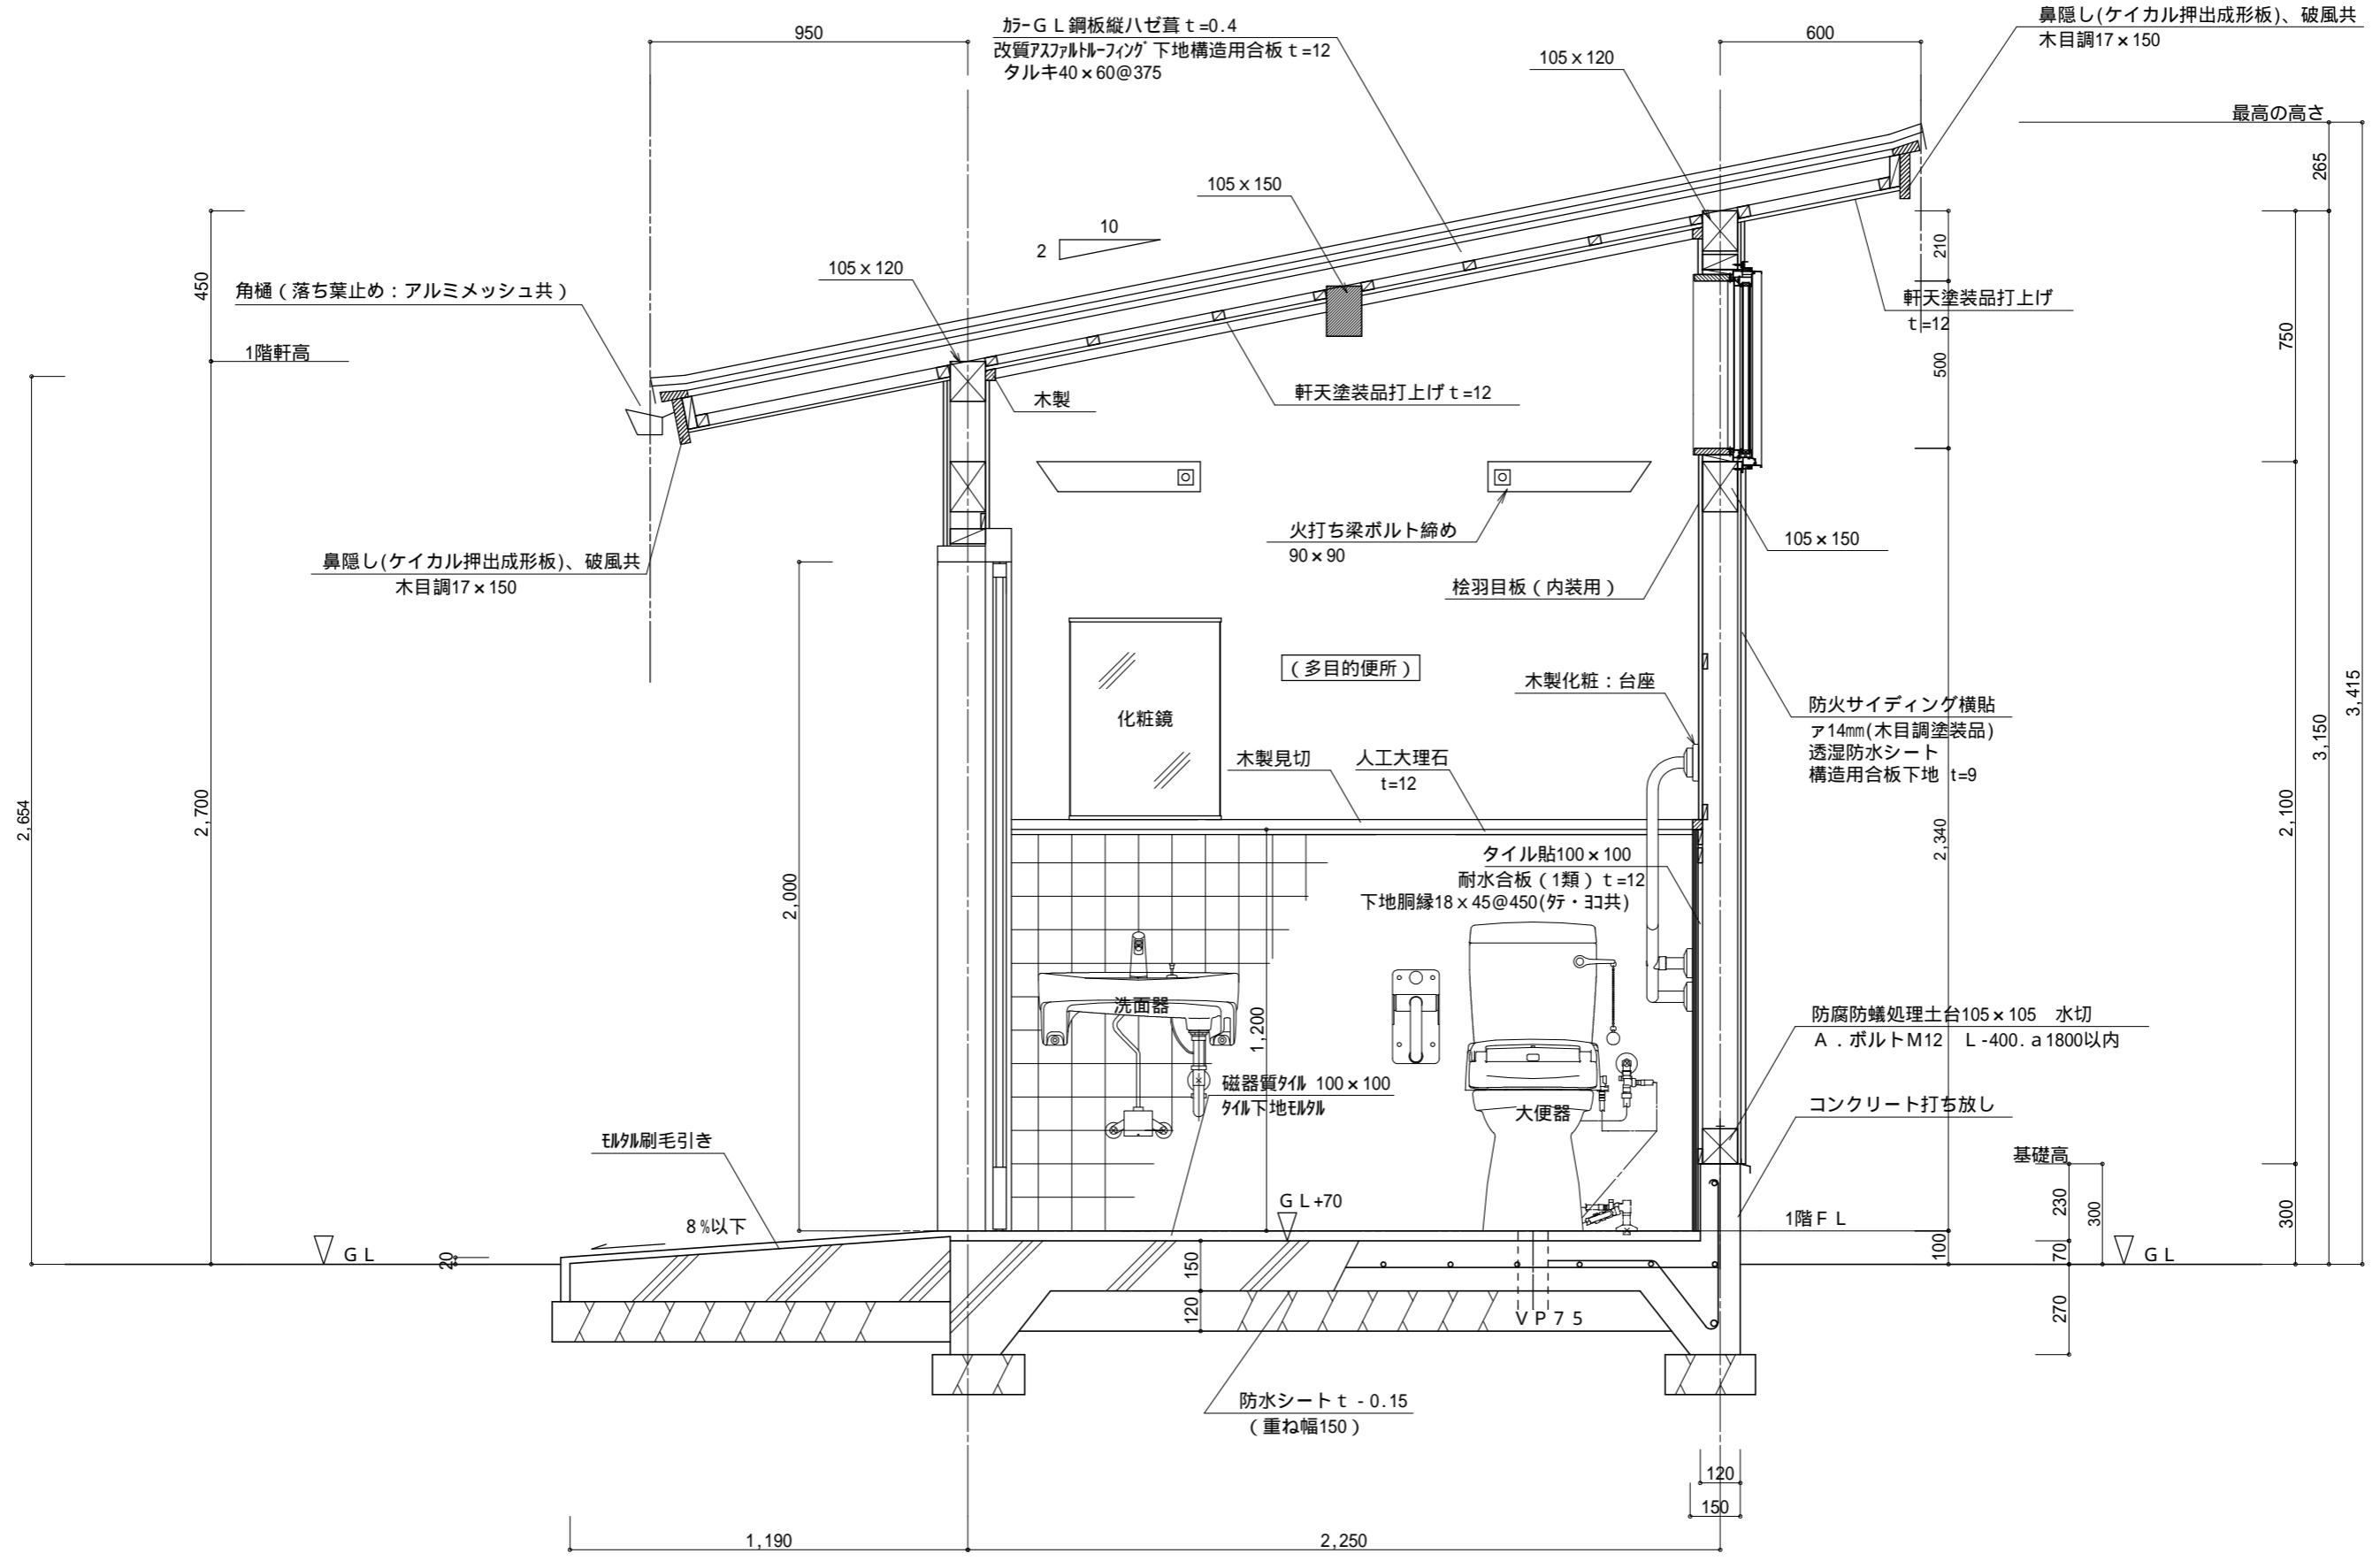 950
ｶﾗｰＧＬ鋼板縦ハゼ葺ｔ=0.4
改質ｱｽﾌｧﾙﾄﾙｰﾌｨﾝｸﾞ下地構造用合板ｔ=12
タルキ40×60@375
105×120
600
鼻隠し(ケイカル押出成形板)、破風共
木目調17×150
最高の高さ
265
105×150
10
2
105×120
450
角樋（落ち葉止め：アルミメッシュ共）
1階軒高
木製
軒天塗装品打上げｔ=12
210
軒天塗装品打上げ
ｔ=12
500
750
火打ち梁ボルト締め
90×90
105×150
鼻隠し(ケイカル押出成形板)、破風共
木目調17×150
桧羽目板（内装用）
（多目的便所）
木製化粧：台座
化粧鏡
防火サイディング横貼
ァ14㎜(木目調塗装品)
透湿防水シート
構造用合板下地 t=9
3,415
3,150
木製見切
人工大理石
t=12
2,654
2,700
2,100
2,340
タイル貼100×100
耐水合板（1類）ｔ=12
下地胴縁18×45@450(ﾀﾃ・ﾖｺ共)
2,000
洗面器
1,200
防腐防蟻処理土台105×105　水切
Ａ．ボルトＭ12　Ｌ-400.ａ1800以内
磁器質ﾀｲﾙ 100×100
ﾀｲﾙ下地ﾓﾙﾀﾙ
大便器
コンクリート打ち放し
ﾓﾙﾀﾙ刷毛引き
基礎高
230
300
300
8％以下
ＧＬ+70
1階ＦＬ
ＧＬ
20
150
100
70
ＧＬ
120
ＶＰ７５
270
防水シートｔ-0.15
（重ね幅150）
120
150
1,190
2,250